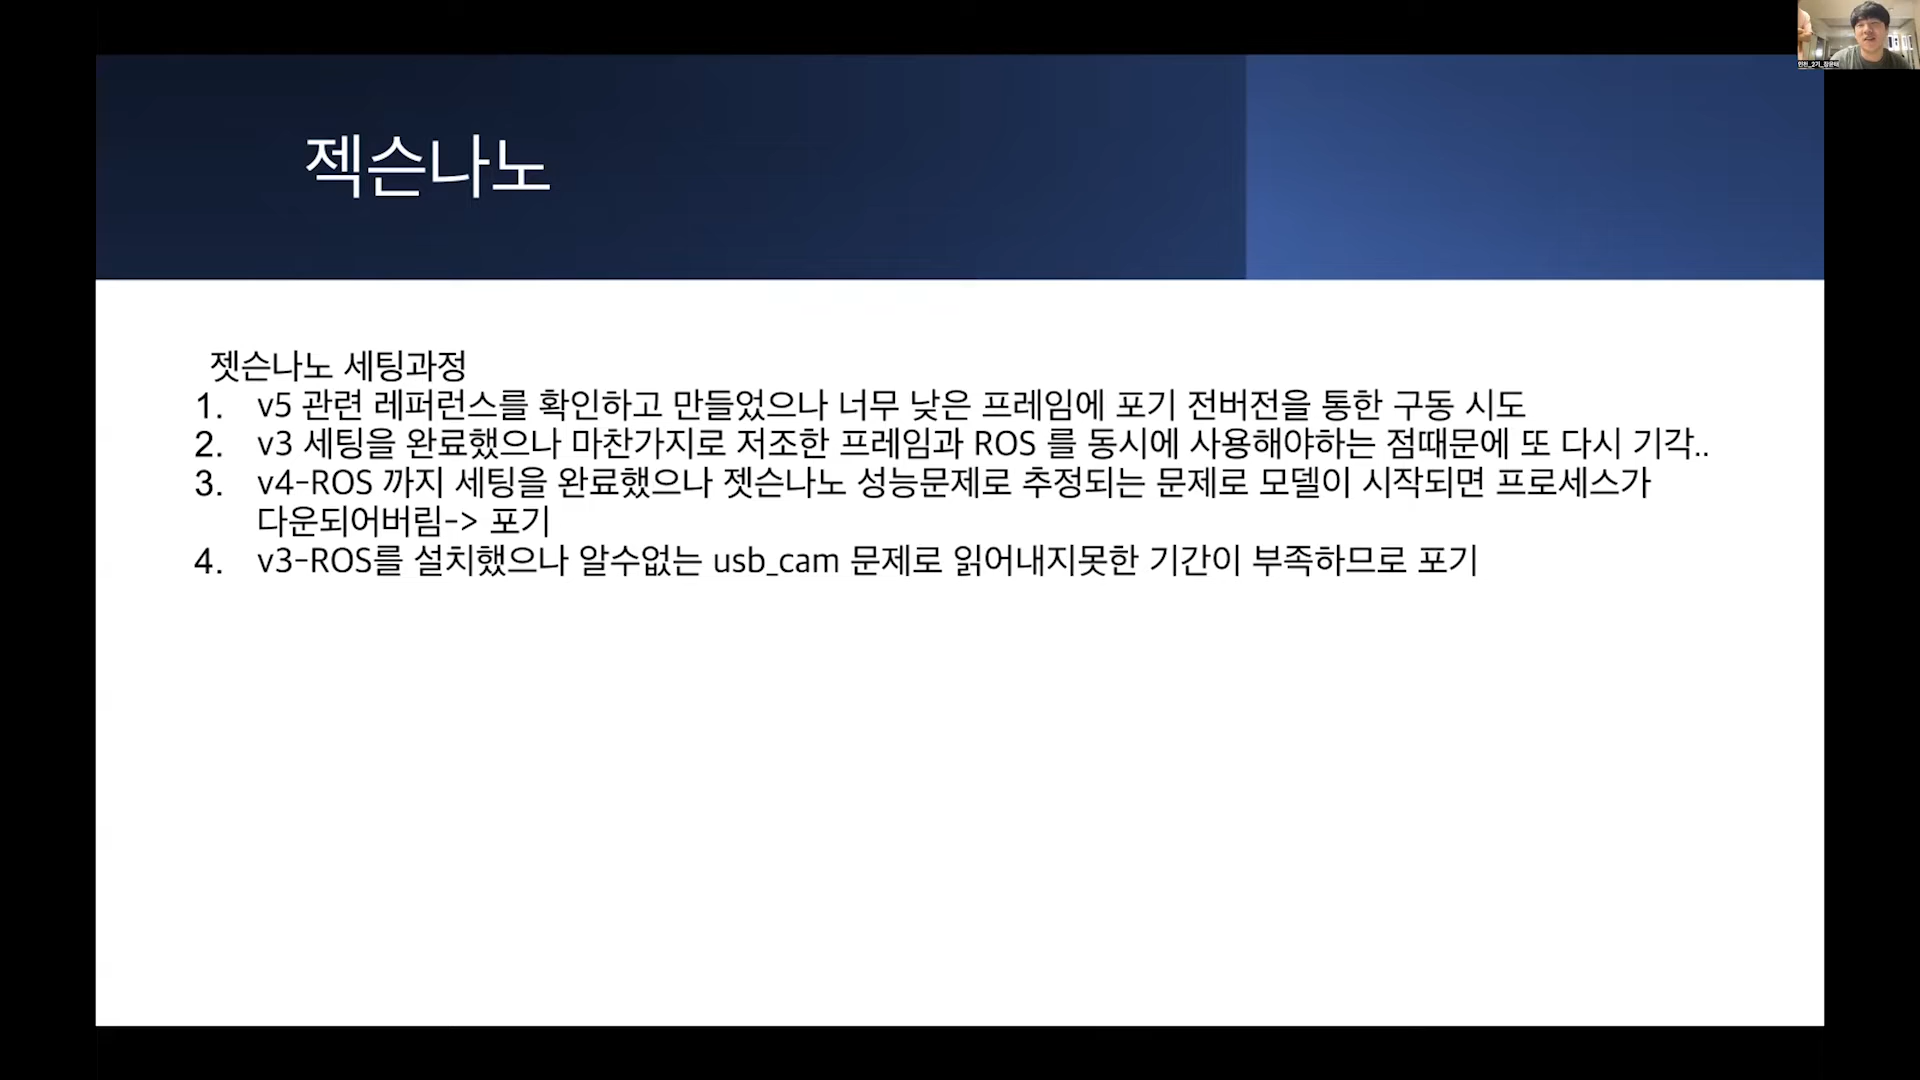 젝슨나노
젯슨나노 세팅과정
1. v5 관련 레퍼런스를 확인하고 만들었으나 너무 낮은 프레임에 포기 전버전을 통한 구동 시도
2. v3 세팅을 완료했으나 마찬가지로 저조한 프레임과 ROS 를 동시에 사용해야하는 점때문에 또 다시 기각..
3. v4-ROS 까지 세팅을 완료했으나 젯슨나노 성능문제로 추정되는 문제로 모델이 시작되면 프로세스가
다운되어버림-> 포기
4. v3-ROS를 설치했으나 알수없는 usb_cam 문제로 읽어내지못한 기간이 부족하므로 포기